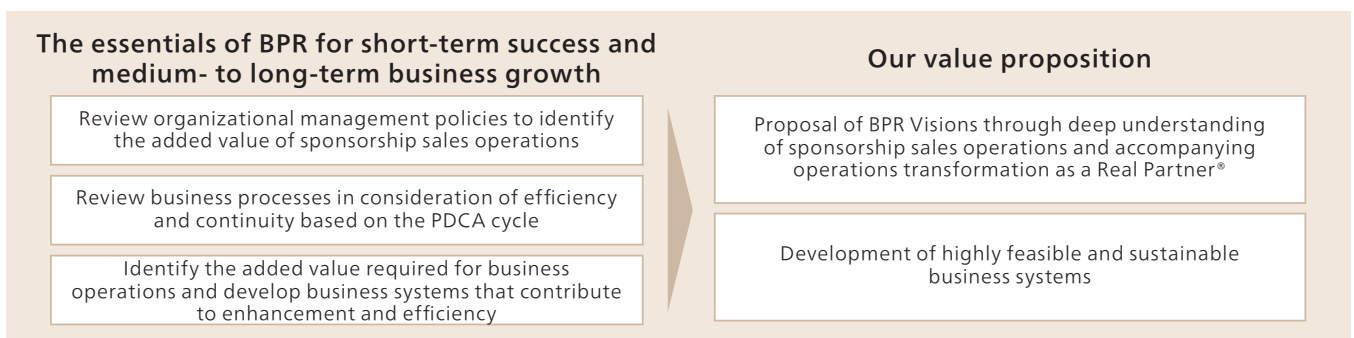 The essentials of BPR for short-term success and
medium- to long-term business growth
Review organizational management policies to identify
the added value of sponsorship sales operations
Review business processes in consideration of efficiency
and continuity based on the PDCA cycle
Identify the added value required for business
operations and develop business systems that contribute
to enhancement and efficiency
Our value proposition
Proposal of BPR Visions through deep understanding
of sponsorship sales operations and accompanying
operations transformation as a Real Partner®
Development of highly feasible and sustainable
business systems